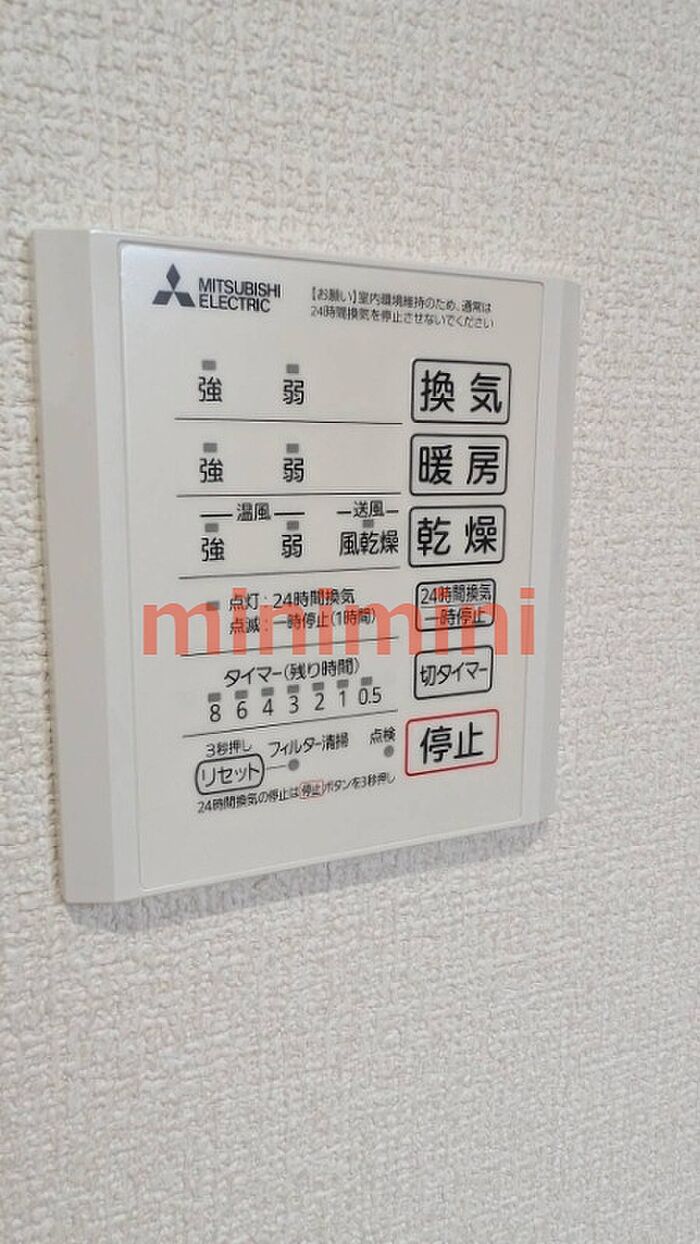 MITSUBISHI
ELECTRIC
【お願い】室内環境維持のため、通常は
24時間換気を停止させないでください
強 弱 換気
強 弱 暖房
温風 送風
強 弱 風乾燥 乾燥
点灯:24時間換気
点滅:一時停止(1時間)
24時間換気
一時停止
minimini
タイマー(残り時間)
8 6 4 3 2 1 0.5
切タイマー
3秒押し
リセット フィルター清掃 点検
停止
24時間換気の停止は停止ボタンを3秒押し